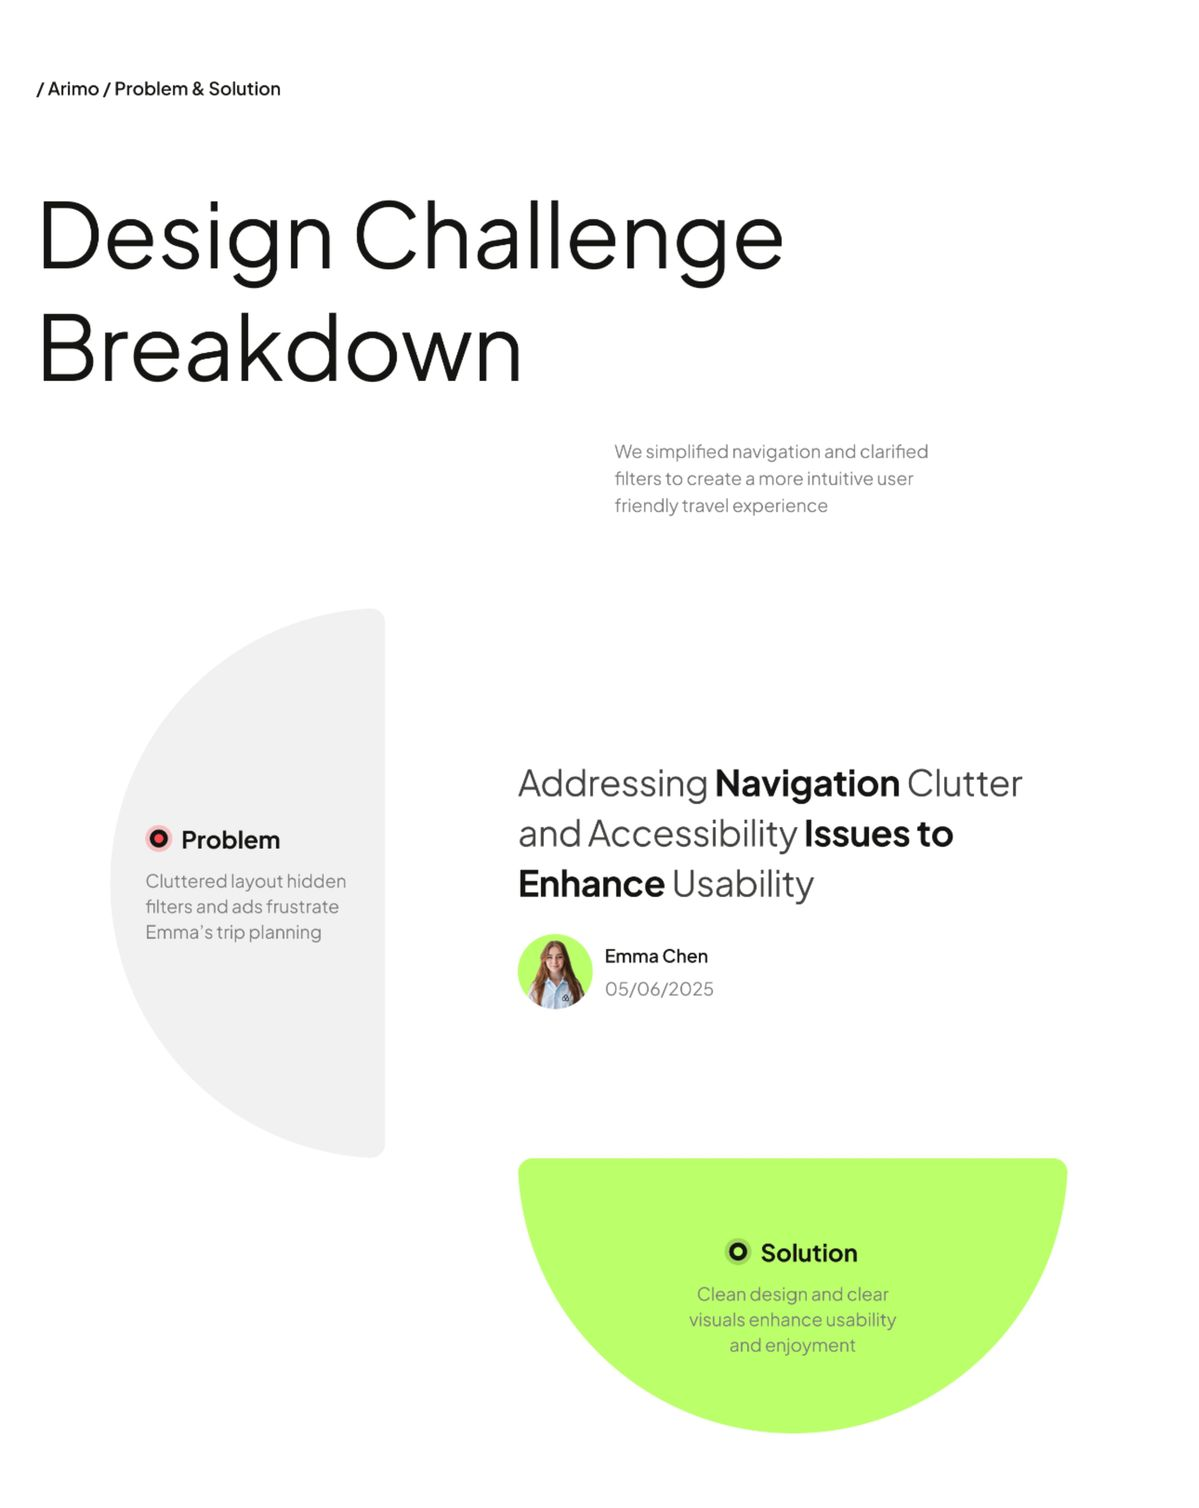 / Arimo / Problem & Solution
Design Challenge
Breakdown
We simplified navigation and clarified
filters to create a more intuitive user
friendly travel experience
Problem
Cluttered layout hidden
filters and ads frustrate
Emma’s trip planning
Addressing Navigation Clutter
and Accessibility Issues to
Enhance Usability
Emma Chen
05/06/2025
Solution
Clean design and clear
visuals enhance usability
and enjoyment